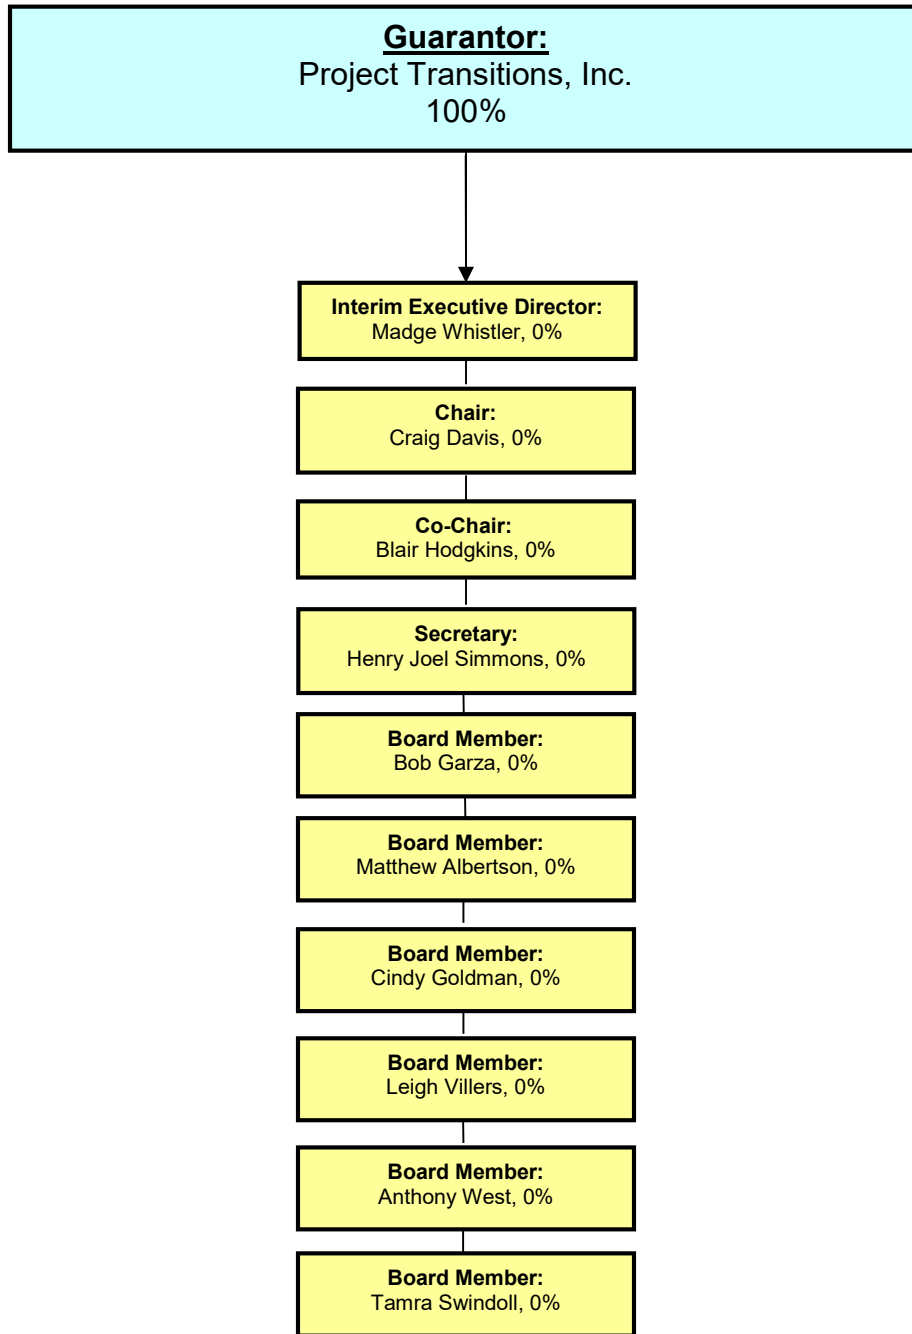 Guarantor:
Project Transitions, Inc.
100%
Interim Executive Director:
Madge Whistler, 0%
Chair:
Craig Davis, 0%
Co-Chair:
Blair Hodgkins, 0%
Secretary:
Henry Joel Simmons, 0%
Board Member:
Bob Garza, 0%
Board Member:
Matthew Albertson, 0%
Board Member:
Cindy Goldman, 0%
Board Member:
Leigh Villers, 0%
Board Member:
Anthony West, 0%
Board Member:
Tamra Swindoll, 0%